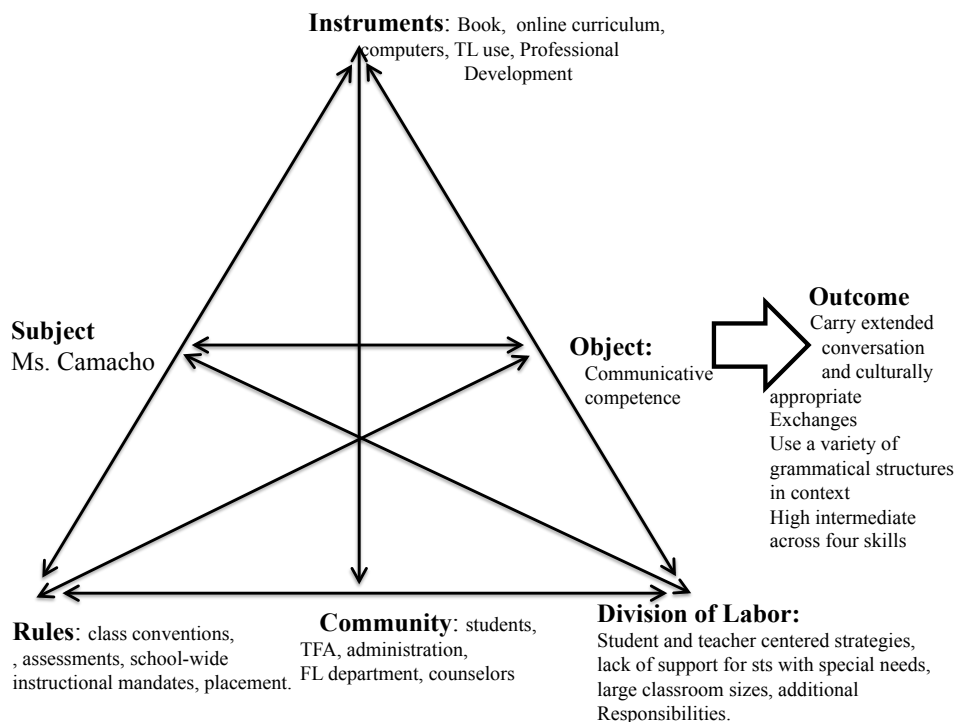 Instruments: Book, online curriculum,
computers, TL use, Professional
Development
Subject
Ms. Camacho
Object:
Communicative
competence
Outcome
Carry extended
conversation
and culturally
appropriate
Exchanges
Use a variety of
grammatical structures
in context
High intermediate
across four skills
Rules: class conventions,
, assessments, school-wide
instructional mandates, placement.
Community: students,
TFA, administration,
FL department, counselors
Division of Labor:
Student and teacher centered strategies,
lack of support for sts with special needs,
large classroom sizes, additional
Responsibilities.